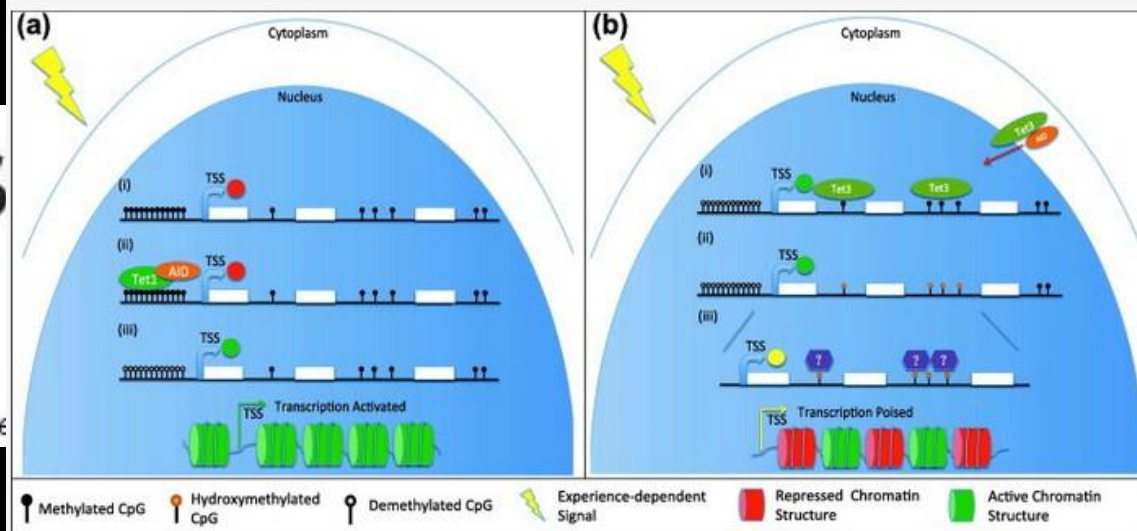 (a)
Cytoplasm
Nucleus
(i)
TSS
(ii)
Tet1
AID
TSS
(iii)
TSS
TSS
Transcription Activated
(b)
Cytoplasm
Nucleus
Tet3
AID
(i)
TSS
Tet3
Tet3
(ii)
TSS
(iii)
TSS
?
?
?
TSS
Transcription Poised
Methylated CpG
Hydroxymethylated
CpG
Demethylated CpG
Experience-dependent
Signal
Repressed Chromatin
Structure
Active Chromatin
Structure